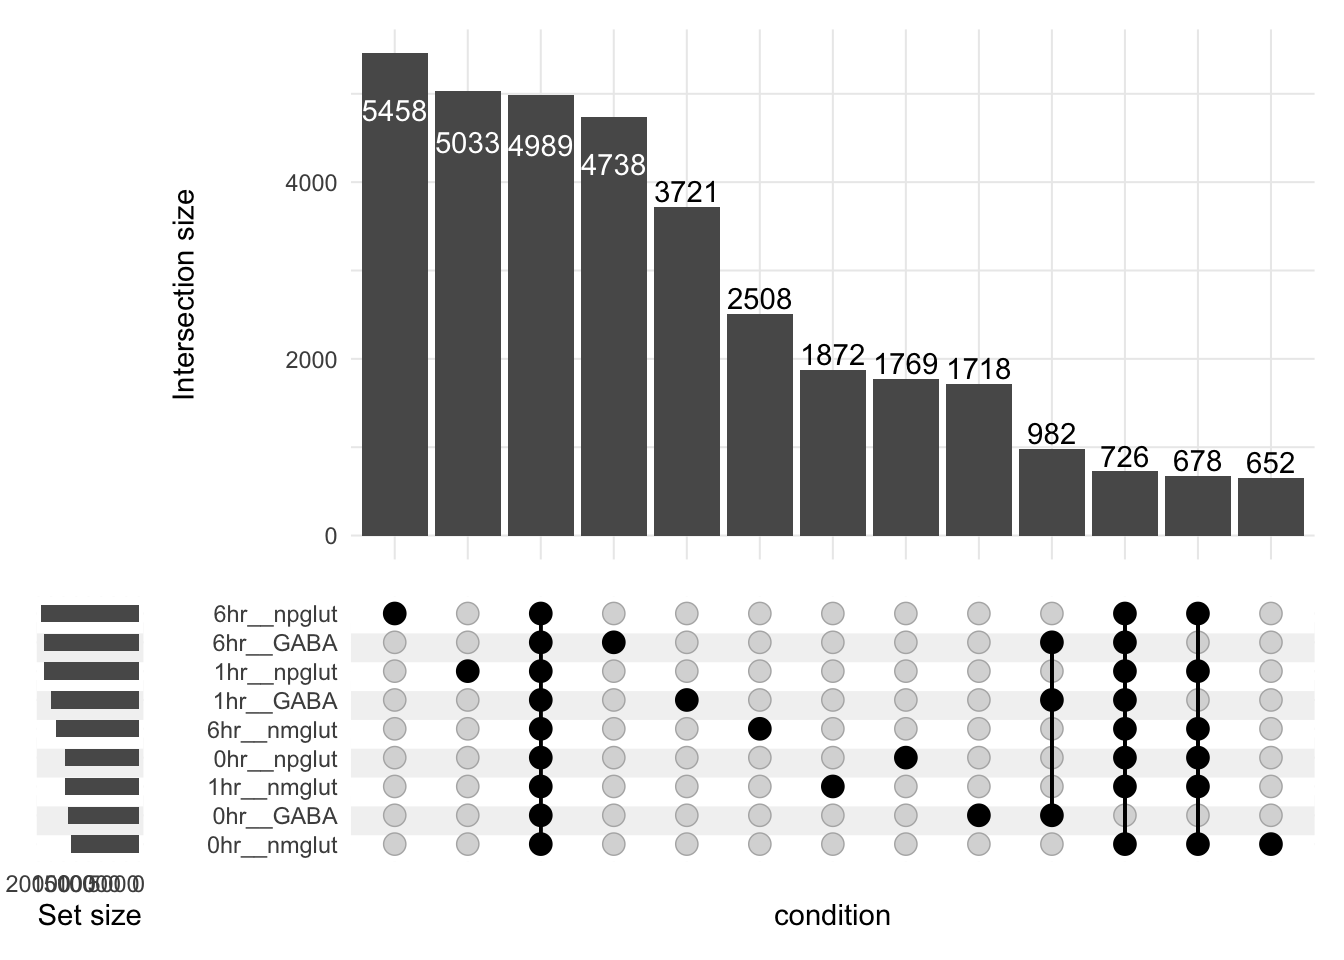 Intersection size
4000
2000
0
5458
5033
4989
4738
3721
2508
1872
1769
1718
982
726
678
652
6hr__npglut
6hr__GABA
1hr__npglut
1hr__GABA
6hr__nmglut
0hr__npglut
1hr__nmglut
0hr__GABA
0hr__nmglut
0
Set size
condition